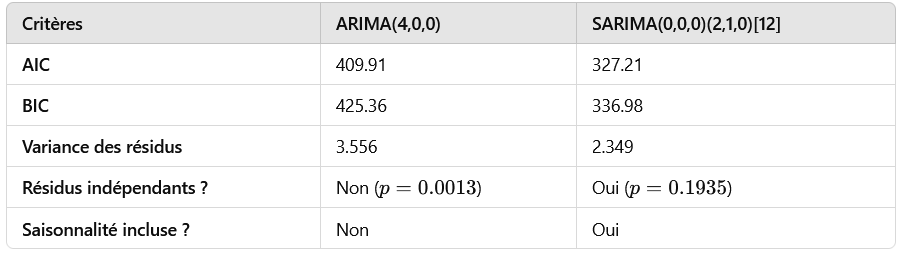 Critères ARIMA(4,0,0) SARIMA(0,0,0)(2,1,0)[12]
AIC 409.91 327.21
BIC 425.36 336.98
Variance des résidus 3.556 2.349
Résidus indépendants ? Non (p = 0.0013) Oui (p = 0.1935)
Saisonnalité incluse ? Non Oui